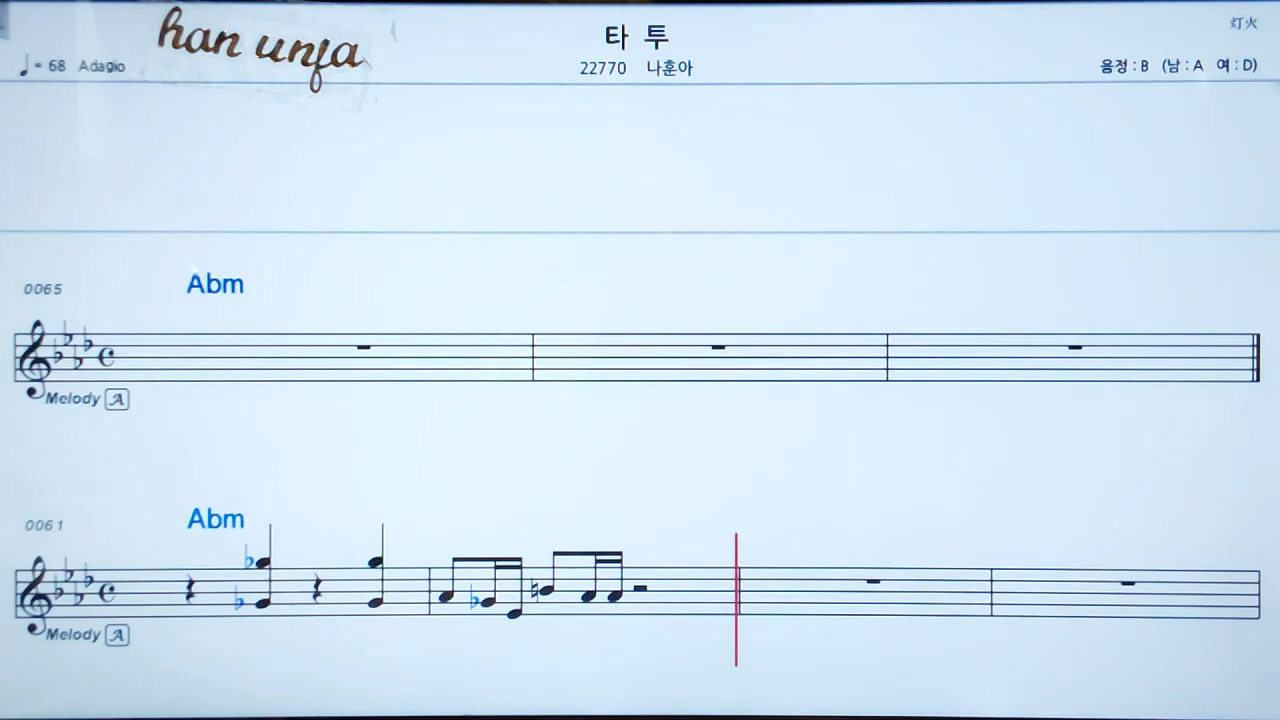 han unja
타 투
灯火
♩ = 68 Adagio
22770 나훈아
음정 : B (남 : A 여 : D)
0065
Abm
Melody A
0061
Abm
Melody A